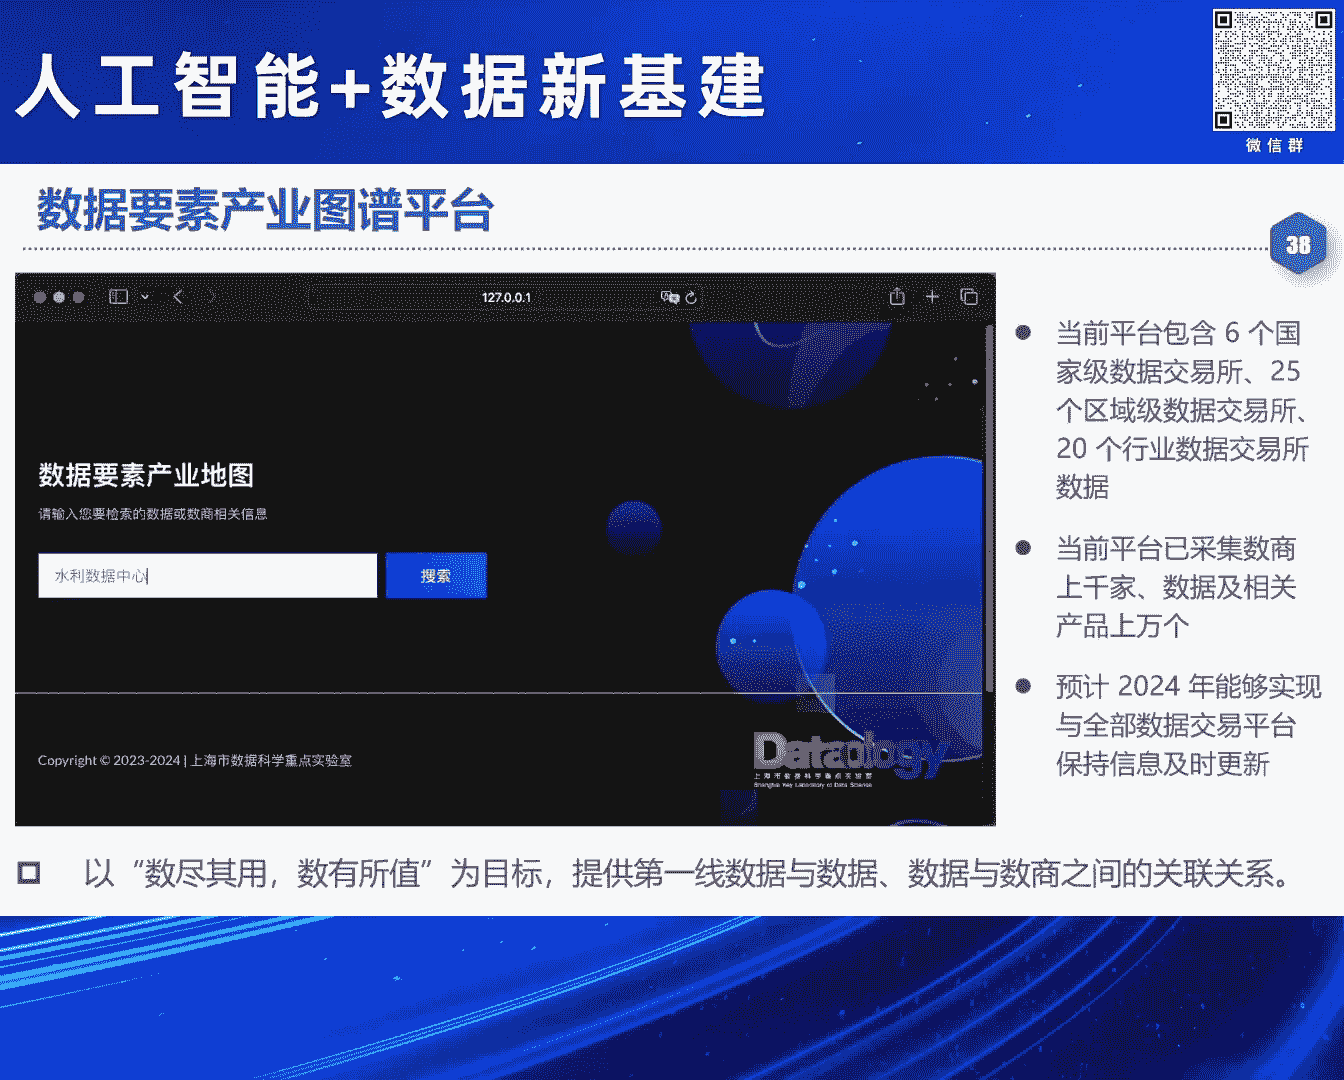 人工智能+数据新基建
微信群
数据要素产业图谱平台
38
127.0.0.1
当前平台包含 6 个国
家级数据交易所、25
个区域级数据交易所、
20 个行业数据交易所
数据
当前平台已采集数商
上千家、数据及相关
产品上万个
预计 2024 年能够实现
与全部数据交易平台
保持信息及时更新
数据要素产业地图
请输入您要检索的数据或数商相关信息
水利数据中心
搜索
Copyright © 2023-2024 | 上海市数据科学重点实验室
Dataology
上海市数据科学重点实验室
Shanghai Key Laboratory of Data Science
以“数尽其用，数有所值”为目标，提供第一线数据与数据、数据与数商之间的关联关系。